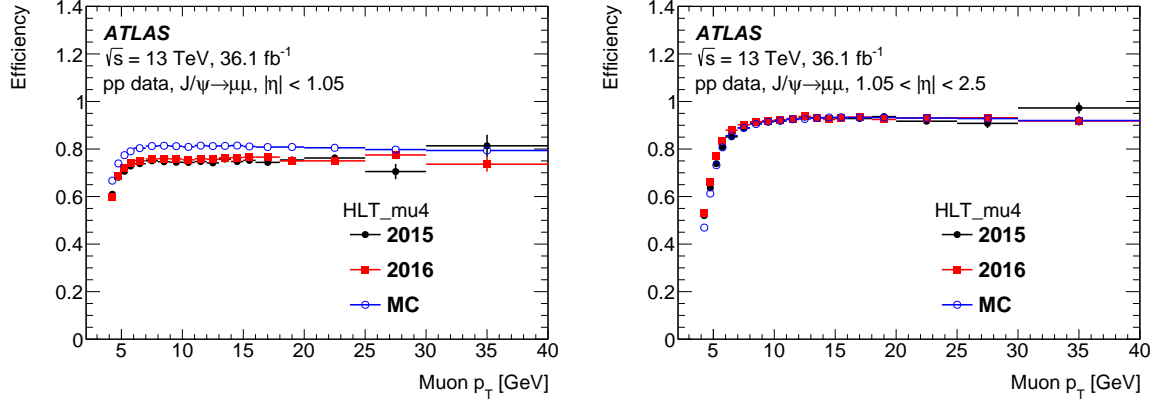 Efficiency
1.4
1.2
1
0.8
0.6
0.4
0.2
0
ATLAS
√s = 13 TeV, 36.1 fb⁻¹
pp data, J/ψ→μμ, |η| < 1.05
HLT_mu4
2015
2016
MC
5 10 15 20 25 30 35 40
Muon p_T [GeV]
Efficiency
1.4
1.2
1
0.8
0.6
0.4
0.2
0
ATLAS
√s = 13 TeV, 36.1 fb⁻¹
pp data, J/ψ→μμ, 1.05 < |η| < 2.5
HLT_mu4
2015
2016
MC
5 10 15 20 25 30 35 40
Muon p_T [GeV]